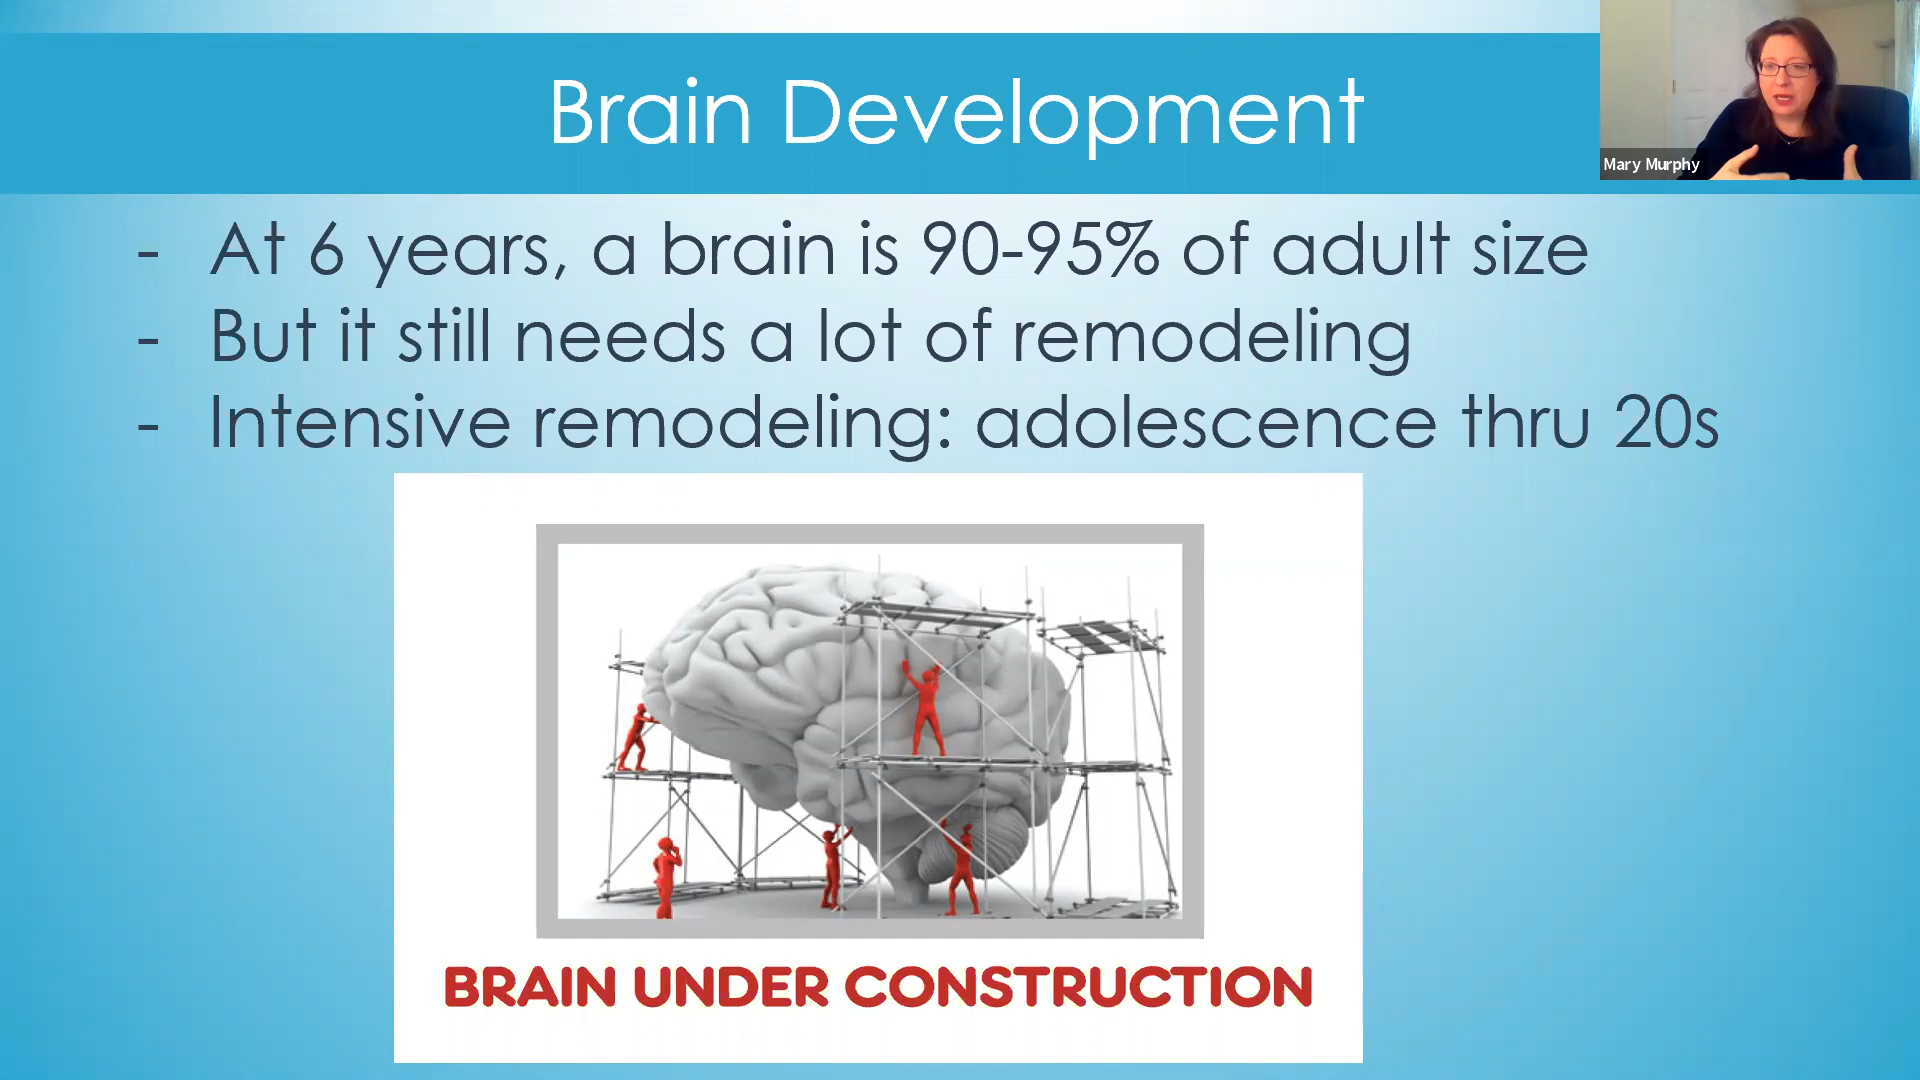 Brain Development
Mary Murphy
- At 6 years, a brain is 90-95% of adult size
- But it still needs a lot of remodeling
- Intensive remodeling: adolescence thru 20s
BRAIN UNDER CONSTRUCTION